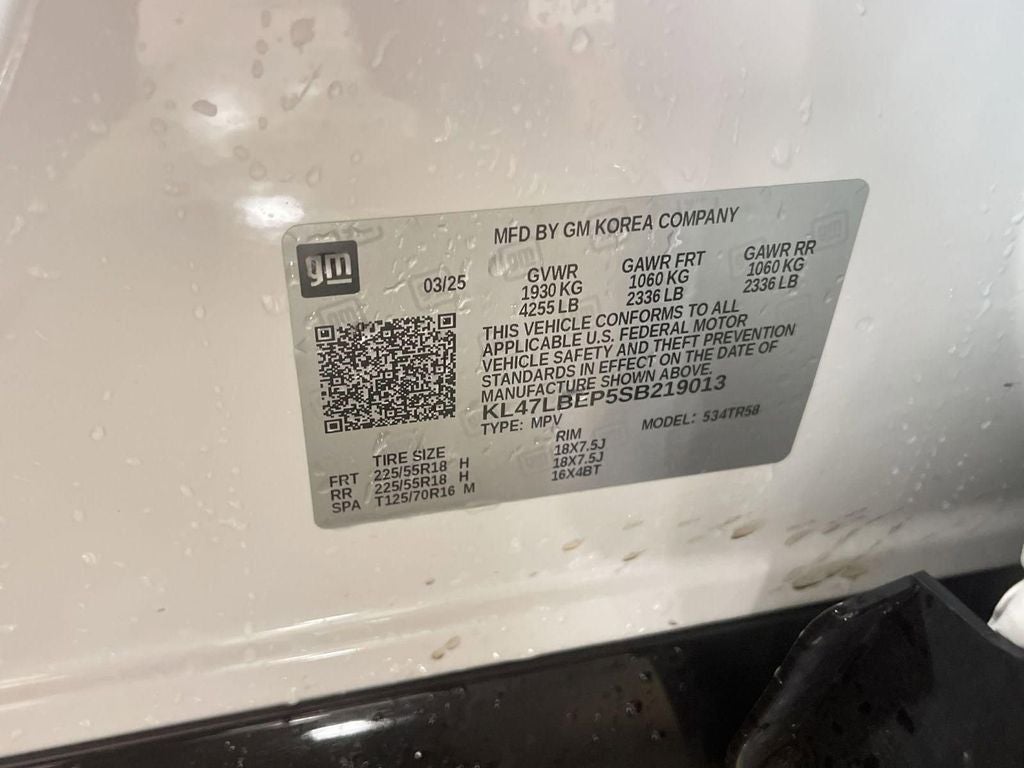 MFD BY GM KOREA COMPANY
gm
03/25
GVWR GAWR FRT GAWR RR
1930 KG 1060 KG 1060 KG
4255 LB 2336 LB 2336 LB
THIS VEHICLE CONFORMS TO ALL
APPLICABLE U.S. FEDERAL MOTOR
VEHICLE SAFETY AND THEFT PREVENTION
STANDARDS IN EFFECT ON THE DATE OF
MANUFACTURE SHOWN ABOVE.
KL47LBEP5SB219013
TYPE: MPV MODEL: 534TR58
TIRE SIZE RIM
FRT 225/55R18 H 18X7.5J
RR 225/55R18 H 18X7.5J
SPA T125/70R16 M 16X4BT